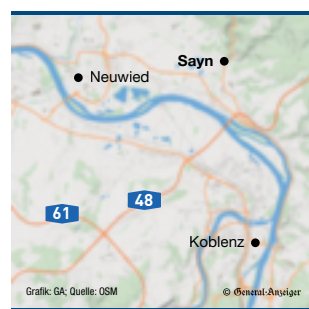 Sayn
Neuwied
48
61
Koblenz
Grafik: GA; Quelle: OSM
© General-Anzeiger